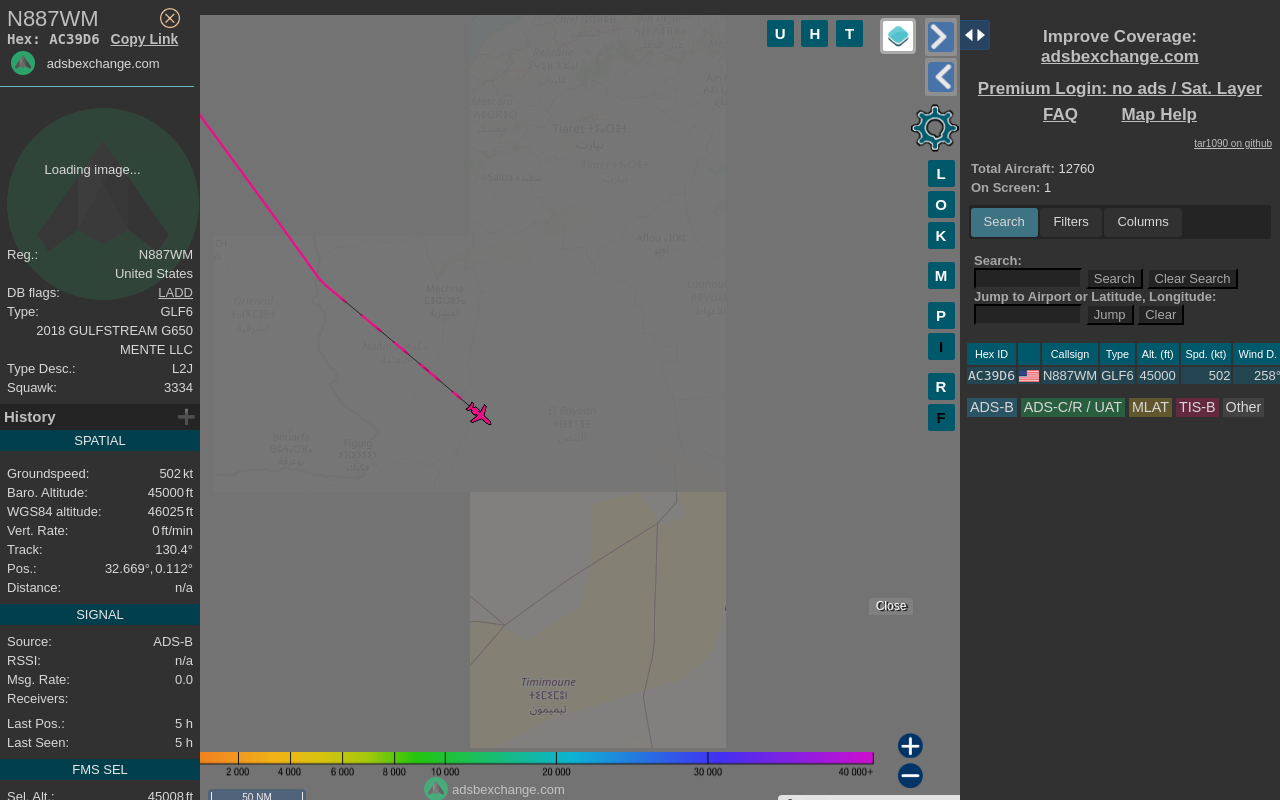 N887WM
Hex: AC39D6 Copy Link
adsbexchange.com
Loading image...
Reg.: N887WM
United States
DB flags: LADD
Type: GLF6
2018 GULFSTREAM G650
MENTE LLC
Type Desc.: L2J
Squawk: 3334
History
SPATIAL
Groundspeed: 502 kt
Baro. Altitude: 45000 ft
WGS84 altitude: 46025 ft
Vert. Rate: 0 ft/min
Track: 130.4°
Pos.: 32.669°, 0.112°
Distance: n/a
SIGNAL
Source: ADS-B
RSSI: n/a
Msg. Rate: 0.0
Receivers:
Last Pos.: 5 h
Last Seen: 5 h
FMS SEL
Sel. Alt.: 45008 ft
U H T
L
O
K
M
P
I
R
F
Close
Timimoune
ⵜⵉⵎⵉⵎⵓⵏ
تيميمون
2 000 4 000 6 000 8 000 10 000 20 000 30 000 40 000+
adsbexchange.com
50 NM
Improve Coverage:
adsbexchange.com
Premium Login: no ads / Sat. Layer
FAQ Map Help
tar1090 on github
Total Aircraft: 12760
On Screen: 1
Search Filters Columns
Search:
Search Clear Search
Jump to Airport or Latitude, Longitude:
Jump Clear
Hex ID Callsign Type Alt. (ft) Spd. (kt) Wind D.
AC39D6 N887WM GLF6 45000 502 258°
ADS-B ADS-C/R / UAT MLAT TIS-B Other